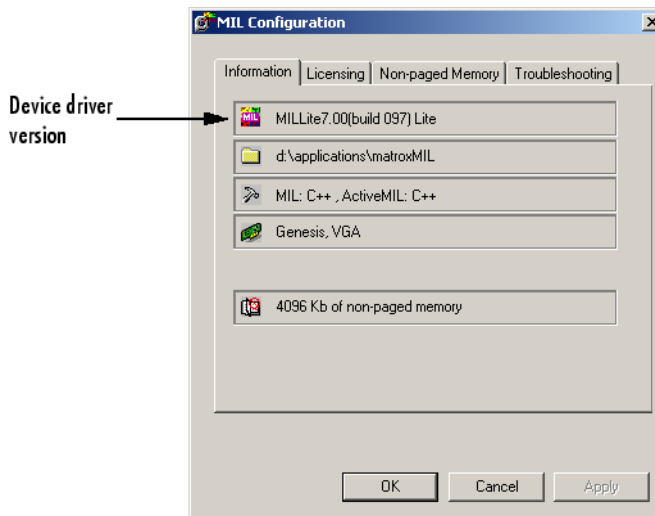 MIL Configuration
Information Licensing Non-paged Memory Troubleshooting
Device driver
version
MILLite7.00(build 097) Lite
d:\applications\matroxMIL
MIL: C++ , ActiveMIL: C++
Genesis, VGA
4096 Kb of non-paged memory
OK Cancel Apply